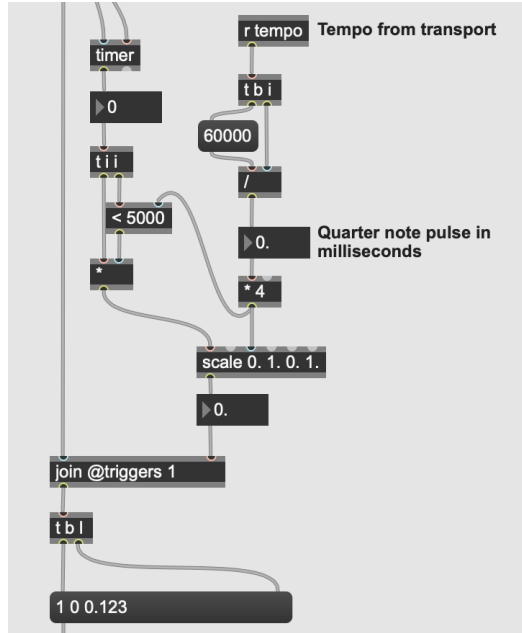 r tempo
Tempo from transport
timer
t b i
0
60000
t i i
/
< 5000
0.
Quarter note pulse in
milliseconds
*
* 4
scale 0. 1. 0. 1.
0.
join @triggers 1
t b l
1 0 0.123